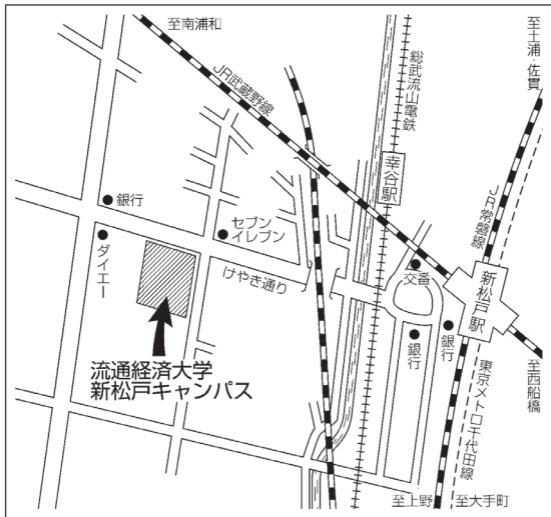 至南浦和
JR武蔵野線
総武流山電鉄
至土浦・佐貫
幸谷駅
JR常磐線
銀行
ダイエー
セブン
イレブン
けやき通り
交番
新松戸駅
銀行
銀行
流通経済大学
新松戸キャンパス
至西船橋
東京メトロ千代田線
至上野
至大手町